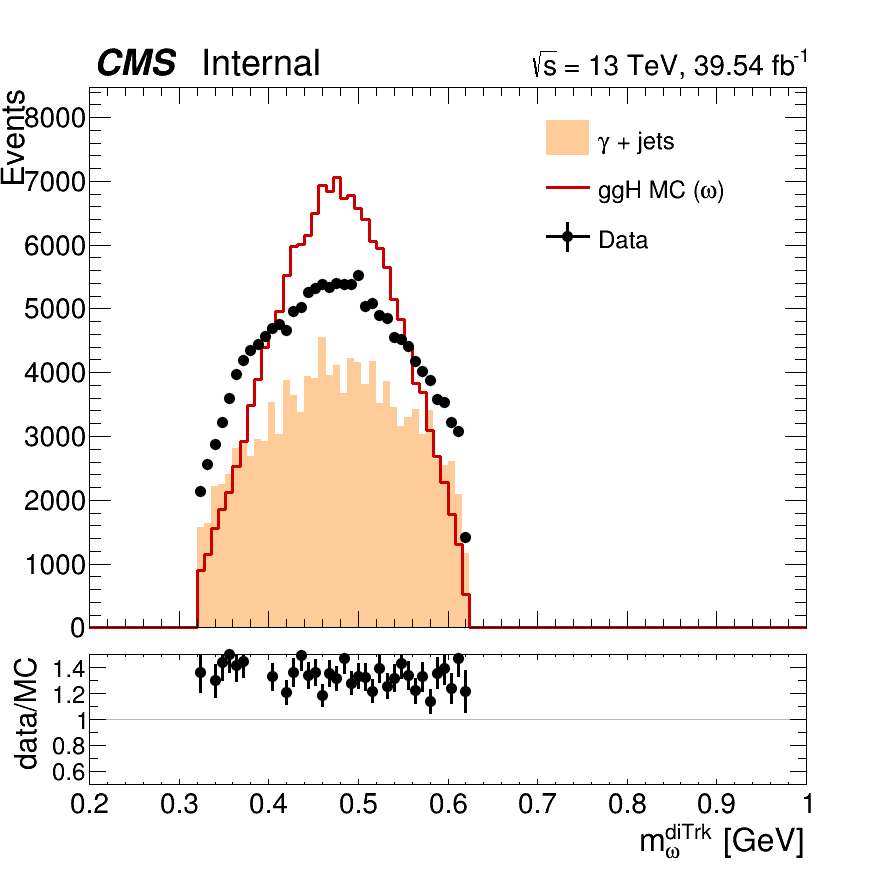 CMS Internal √s = 13 TeV, 39.54 fb⁻¹
Events
8000
7000
6000
5000
4000
3000
2000
1000
0
γ + jets
ggH MC (ω)
Data
data/MC
1.4
1.2
1
0.8
0.6
0.2 0.3 0.4 0.5 0.6 0.7 0.8 0.9 1
m_ω^diTrk [GeV]